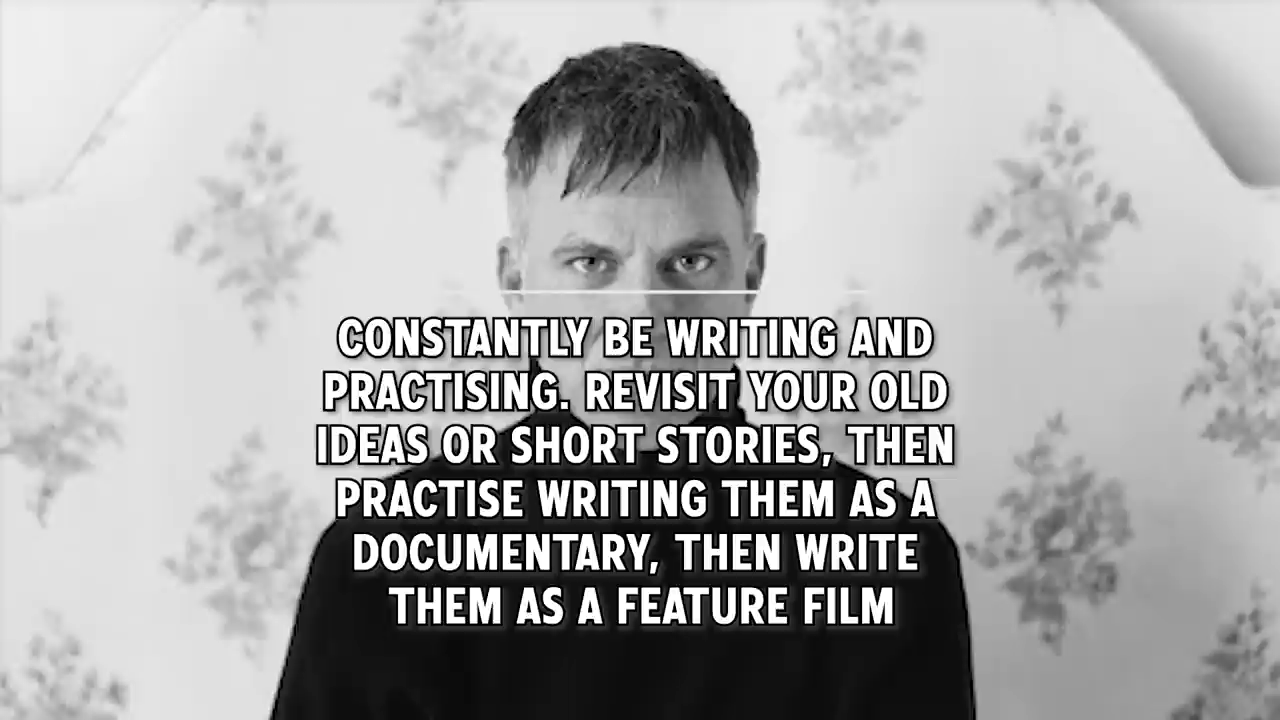 CONSTANTLY BE WRITING AND
PRACTISING. REVISIT YOUR OLD
IDEAS OR SHORT STORIES, THEN
PRACTISE WRITING THEM AS A
DOCUMENTARY, THEN WRITE
THEM AS A FEATURE FILM